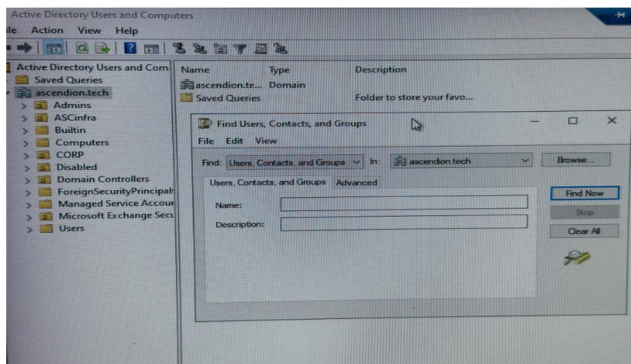 Active Directory Users and Computers
Action View Help
Active Directory Users and Com
Saved Queries
ascendion.tech
Admins
ASCinfra
Builtin
Computers
CORP
Disabled
Domain Controllers
ForeignSecurityPrincipals
Managed Service Accour
Microsoft Exchange Secu
Users
Name Type Description
ascendion.te... Domain
Saved Queries Folder to store your favo...
Find Users, Contacts, and Groups
File Edit View
Find: Users, Contacts, and Groups In: ascendion.tech Browse...
Users, Contacts, and Groups Advanced
Name:
Description:
Find Now
Stop
Clear All